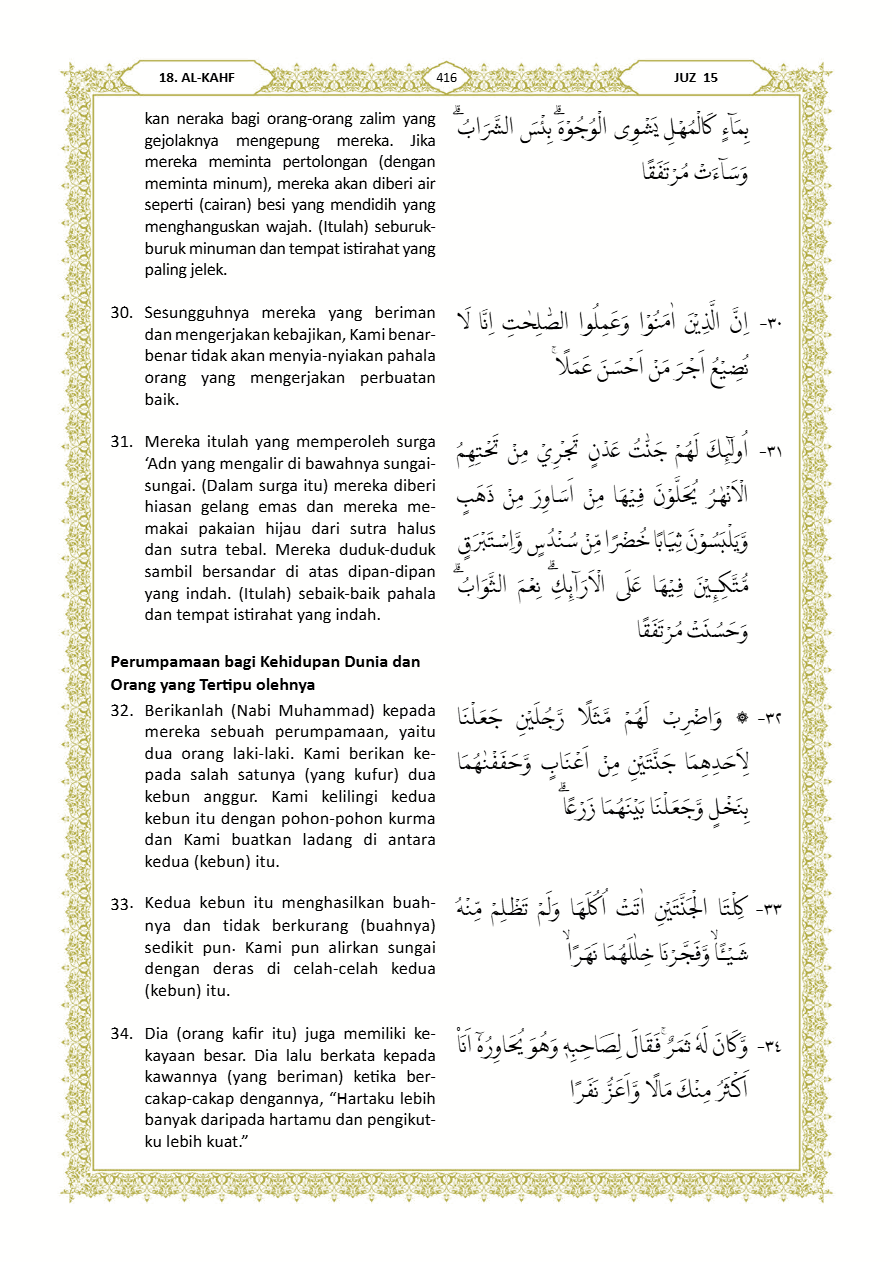 18. AL-KAHF
416
JUZ 15
kan neraka bagi orang-orang zalim yang
gejolaknya mengepung mereka. Jika
mereka meminta pertolongan (dengan
meminta minum), mereka akan diberi air
seperti (cairan) besi yang mendidih yang
menghanguskan wajah. (Itulah) seburuk-
buruk minuman dan tempat istirahat yang
paling jelek.
بِمَاۤءٍ كَالْمُهْلِ يَشْوِى الْوُجُوْهَۗ بِئْسَ الشَّرَابُۗ
وَسَاۤءَتْ مُرْتَفَقًا
30. Sesungguhnya mereka yang beriman
dan mengerjakan kebajikan, Kami benar-
benar tidak akan menyia-nyiakan pahala
orang yang mengerjakan perbuatan
baik.
٣٠- اِنَّ الَّذِيْنَ اٰمَنُوْا وَعَمِلُوا الصّٰلِحٰتِ اِنَّا لَا
نُضِيْعُ اَجْرَ مَنْ اَحْسَنَ عَمَلًاۚ
31. Mereka itulah yang memperoleh surga
‘Adn yang mengalir di bawahnya sungai-
sungai. (Dalam surga itu) mereka diberi
hiasan gelang emas dan mereka me-
makai pakaian hijau dari sutra halus
dan sutra tebal. Mereka duduk-duduk
sambil bersandar di atas dipan-dipan
yang indah. (Itulah) sebaik-baik pahala
dan tempat istirahat yang indah.
٣١- اُولٰۤىِٕكَ لَهُمْ جَنّٰتُ عَدْنٍ تَجْرِيْ مِنْ تَحْتِهِمُ
الْاَنْهٰرُ يُحَلَّوْنَ فِيْهَا مِنْ اَسَاوِرَ مِنْ ذَهَبٍ
وَّيَلْبَسُوْنَ ثِيَابًا خُضْرًا مِّنْ سُنْدُسٍ وَّاِسْتَبْرَقٍ
مُّتَّكِـِٕيْنَ فِيْهَا عَلَى الْاَرَاۤىِٕكِۗ نِعْمَ الثَّوَابُۗ
وَحَسُنَتْ مُرْتَفَقًا
Perumpamaan bagi Kehidupan Dunia dan
Orang yang Tertipu olehnya
32. Berikanlah (Nabi Muhammad) kepada
mereka sebuah perumpamaan, yaitu
dua orang laki-laki. Kami berikan ke-
pada salah satunya (yang kufur) dua
kebun anggur. Kami kelilingi kedua
kebun itu dengan pohon-pohon kurma
dan Kami buatkan ladang di antara
kedua (kebun) itu.
٣٢- ۞ وَاضْرِبْ لَهُمْ مَّثَلًا رَّجُلَيْنِ جَعَلْنَا
لِاَحَدِهِمَا جَنَّتَيْنِ مِنْ اَعْنَابٍ وَّحَفَفْنٰهُمَا
بِنَخْلٍ وَّجَعَلْنَا بَيْنَهُمَا زَرْعًاۗ
33. Kedua kebun itu menghasilkan buah-
nya dan tidak berkurang (buahnya)
sedikit pun. Kami pun alirkan sungai
dengan deras di celah-celah kedua
(kebun) itu.
٣٣- كِلْتَا الْجَنَّتَيْنِ اٰتَتْ اُكُلَهَا وَلَمْ تَظْلِمْ مِّنْهُ
شَيْـًٔاۙ وَّفَجَّرْنَا خِلٰلَهُمَا نَهَرًاۙ
34. Dia (orang kafir itu) juga memiliki ke-
kayaan besar. Dia lalu berkata kepada
kawannya (yang beriman) ketika ber-
cakap-cakap dengannya, “Hartaku lebih
banyak daripada hartamu dan pengikut-
ku lebih kuat.”
٣٤- وَّكَانَ لَهٗ ثَمَرٌۚ فَقَالَ لِصَاحِبِهٖ وَهُوَ يُحَاوِرُهٗٓ اَنَا۠
اَكْثَرُ مِنْكَ مَالًا وَّاَعَزُّ نَفَرًا